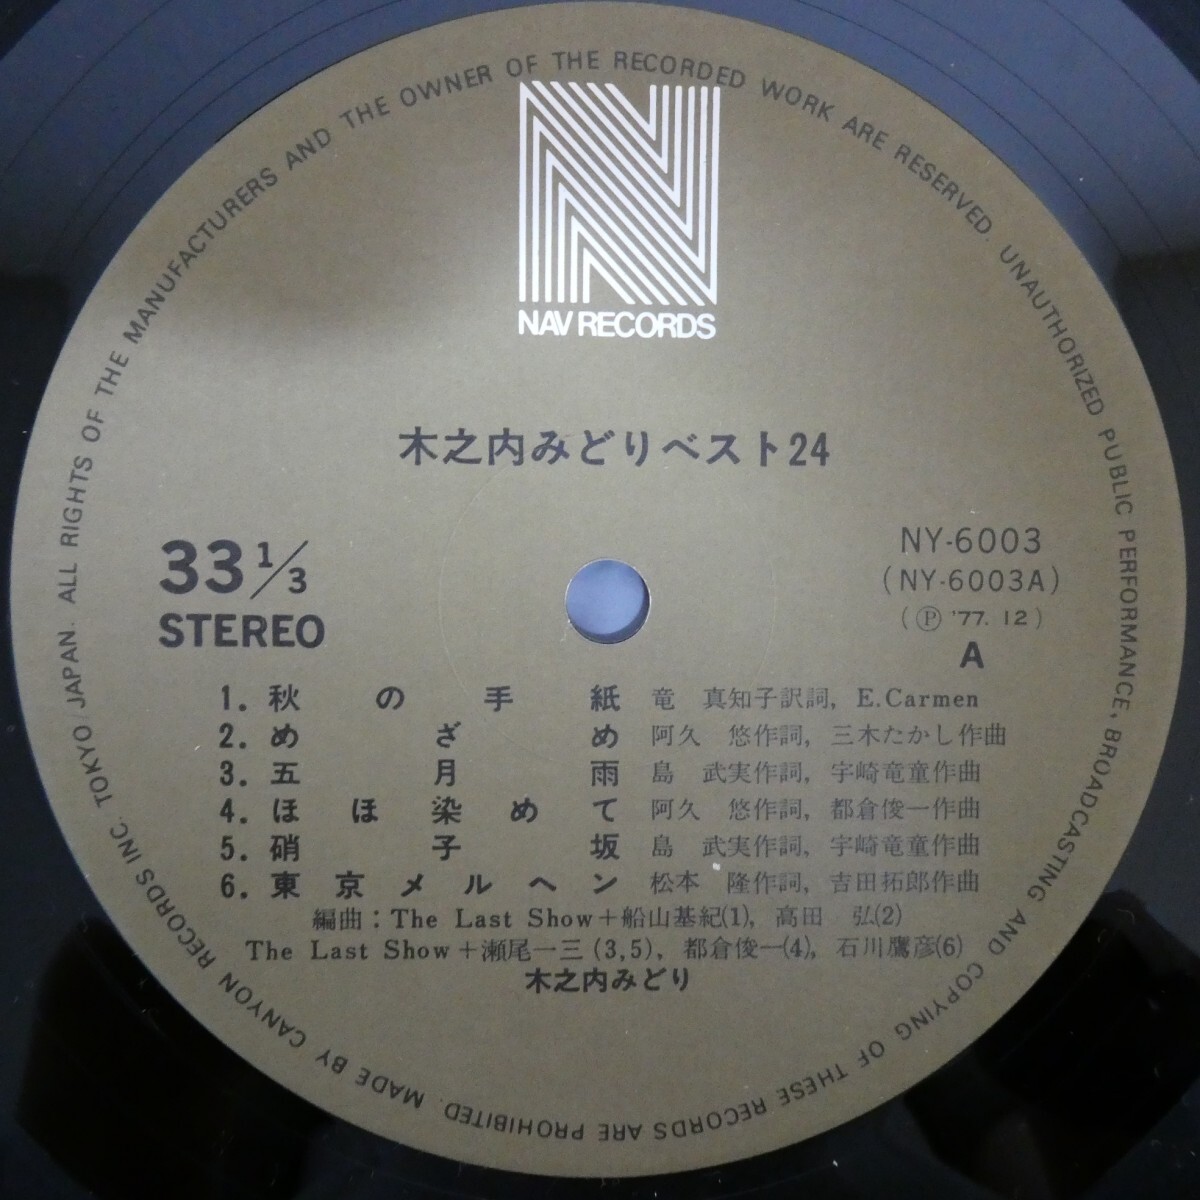 ALL RIGHTS OF THE MANUFACTURERS AND THE OWNER OF THE RECORDED WORK ARE RESERVED. UNAUTHORIZED PUBLIC PERFORMANCE, BROADCASTING AND COPYING OF THESE RECORDS ARE PROHIBITED. MADE BY CANYON RECORDS INC. TOKYO/JAPAN.
NAV RECORDS
木之内みどりベスト24
33 1/3
STEREO
NY-6003
(NY-6003A)
(Ⓟ '77. 12)
A
1. 秋の手紙 竜 真知子訳詞, E.Carmen
2. めざめ 阿久 悠作詞, 三木たかし作曲
3. 五月雨 島 武実作詞, 宇崎竜童作曲
4. ほほ染めて 阿久 悠作詞, 都倉俊一作曲
5. 硝子坂 島 武実作詞, 宇崎竜童作曲
6. 東京メルヘン 松本 隆作詞, 吉田拓郎作曲
編曲：The Last Show＋船山基紀(1), 高田 弘(2)
The Last Show＋瀬尾一三(3,5), 都倉俊一(4), 石川鷹彦(6)
木之内みどり